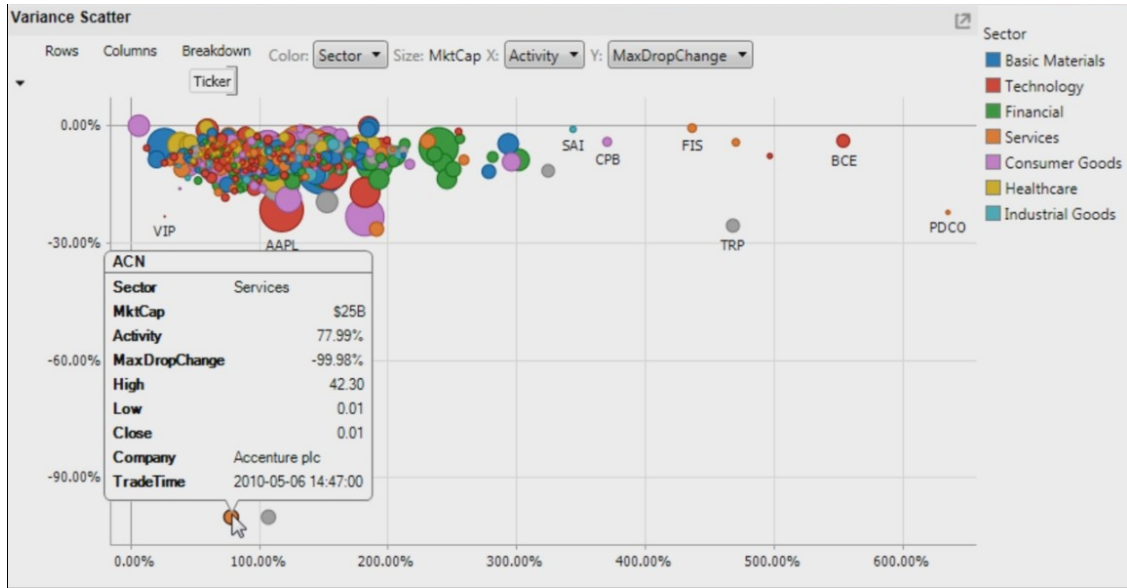 Variance Scatter
Rows Columns Breakdown Color: Sector Size: MktCap X: Activity Y: MaxDropChange
Ticker
Sector
Basic Materials
Technology
Financial
Services
Consumer Goods
Healthcare
Industrial Goods
0.00%
-30.00%
-60.00%
-90.00%
SAI
CPB
FIS
BCE
VIP
AAPL
TRP
PDCO
ACN
Sector Services
MktCap $25B
Activity 77.99%
MaxDropChange -99.98%
High 42.30
Low 0.01
Close 0.01
Company Accenture plc
TradeTime 2010-05-06 14:47:00
0.00% 100.00% 200.00% 300.00% 400.00% 500.00% 600.00%